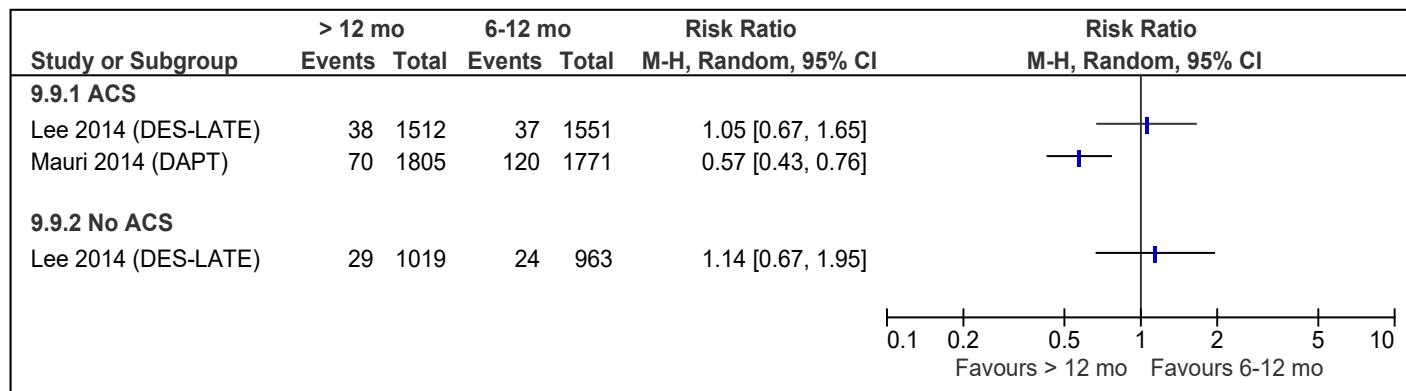 > 12 mo 6-12 mo Risk Ratio Risk Ratio
Study or Subgroup Events Total Events Total M-H, Random, 95% CI M-H, Random, 95% CI
9.9.1 ACS
Lee 2014 (DES-LATE) 38 1512 37 1551 1.05 [0.67, 1.65]
Mauri 2014 (DAPT) 70 1805 120 1771 0.57 [0.43, 0.76]
9.9.2 No ACS
Lee 2014 (DES-LATE) 29 1019 24 963 1.14 [0.67, 1.95]
0.1 0.2 0.5 1 2 5 10
Favours > 12 mo Favours 6-12 mo